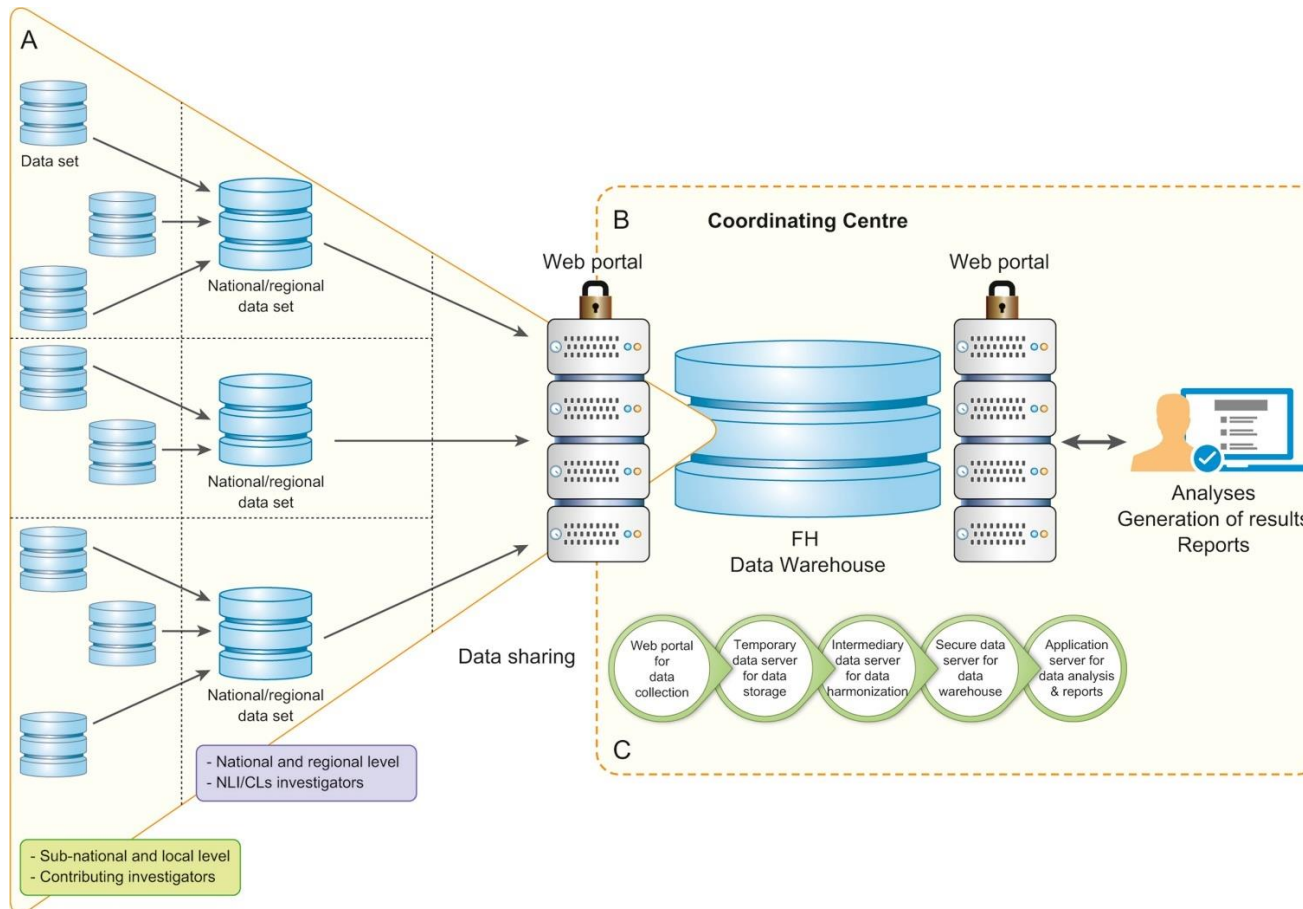 A
Data set
National/regional
data set
National/regional
data set
National/regional
data set
- National and regional level
- NLI/CLs investigators
- Sub-national and local level
- Contributing investigators
Data sharing
B
Coordinating Centre
Web portal
Web portal
FH
Data Warehouse
Analyses
Generation of results
Reports
Web portal
for
data
collection
Temporary
data server
for data
storage
Intermediary
data server
for data
harmonization
Secure data
server for
data
warehouse
Application
server for
data analysis
& reports
C